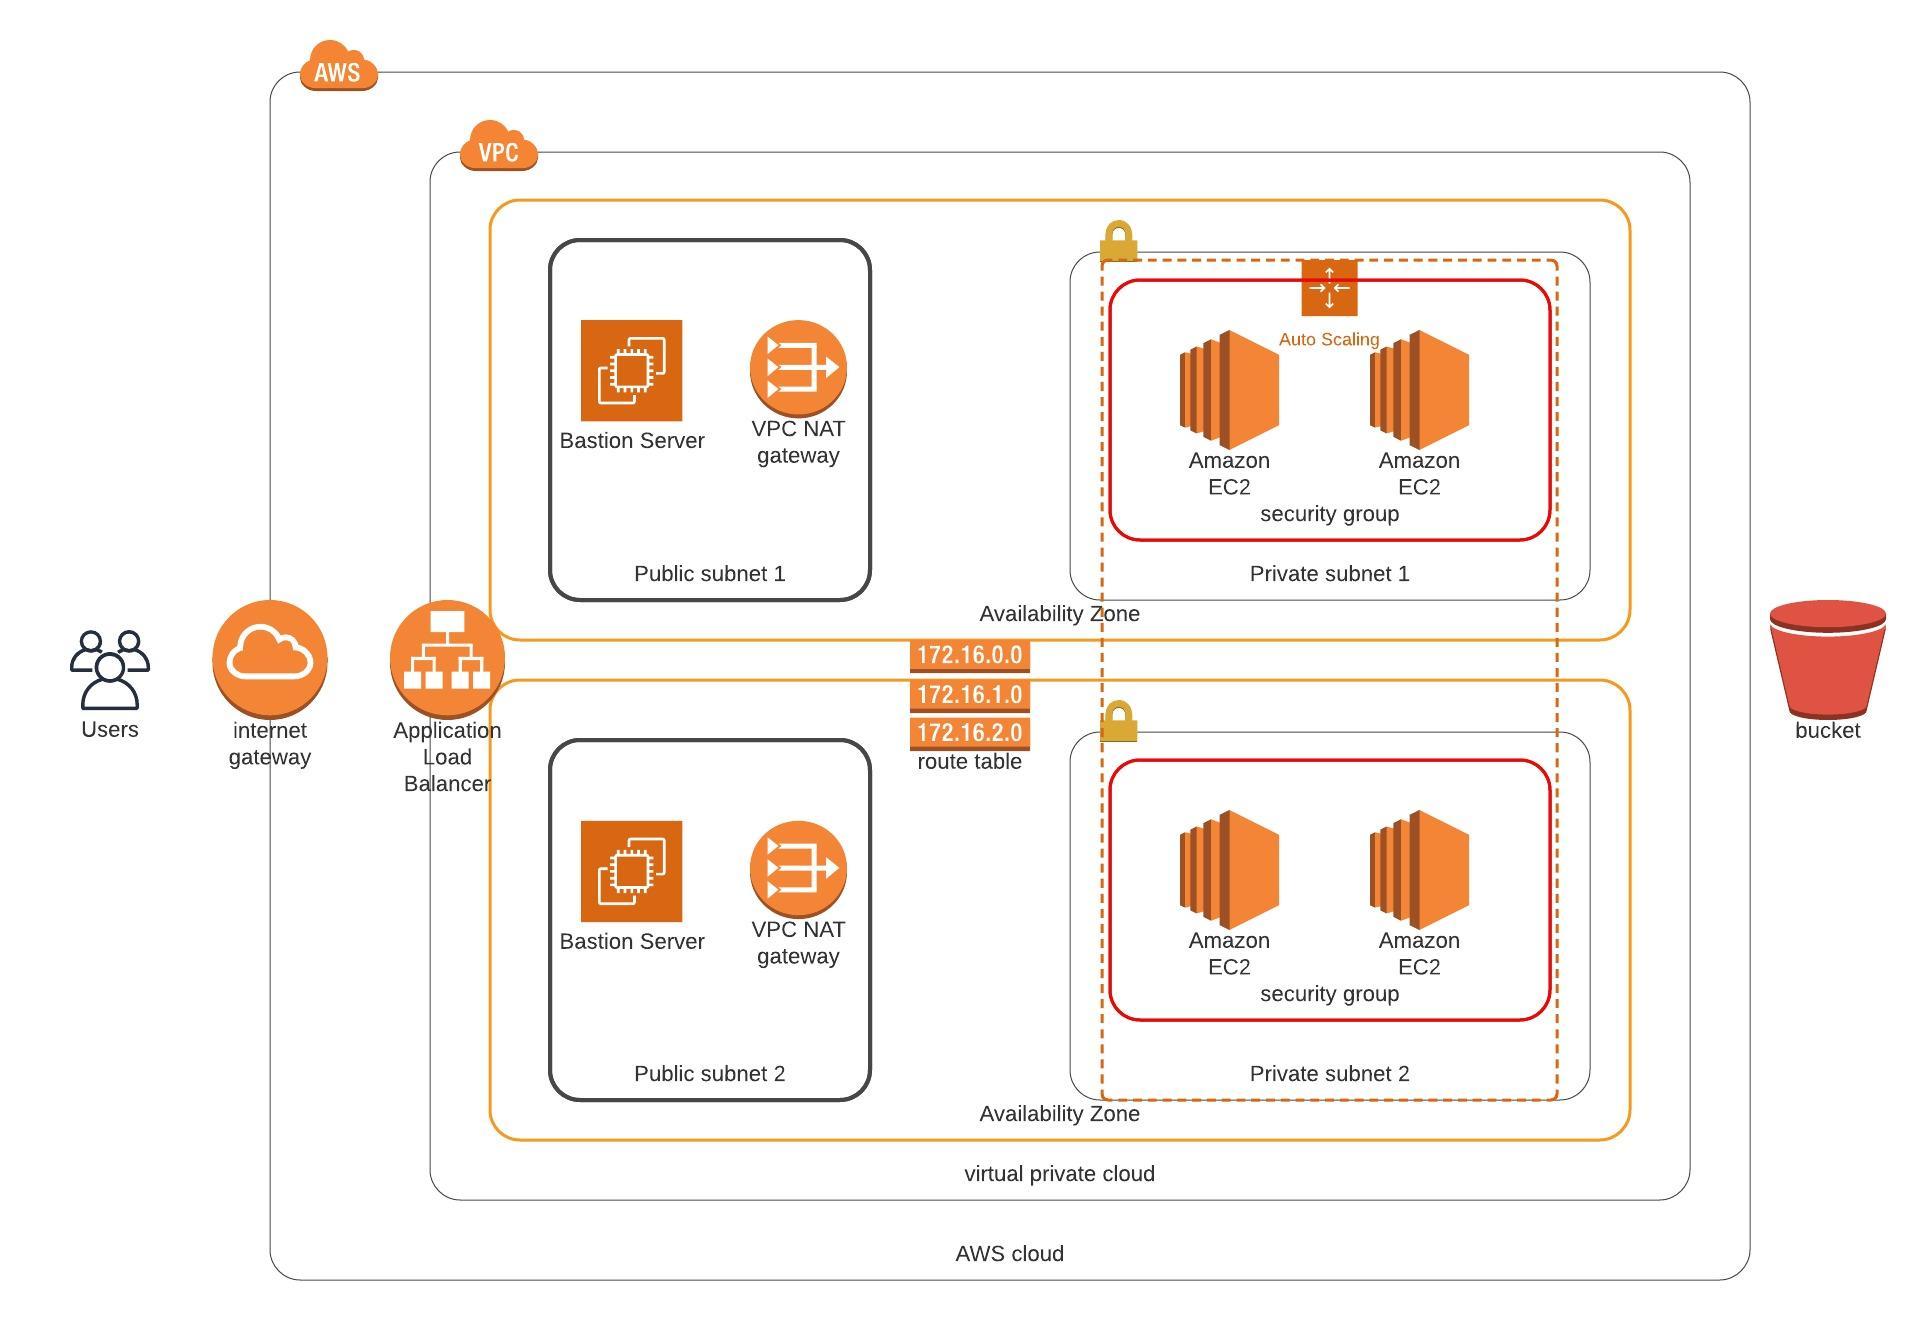 AWS
VPC
Auto Scaling
Bastion Server
VPC NAT
gateway
Amazon
EC2
Amazon
EC2
security group
Public subnet 1
Private subnet 1
Availability Zone
172.16.0.0
172.16.1.0
172.16.2.0
route table
Users
internet
gateway
Application
Load
Balancer
bucket
Bastion Server
VPC NAT
gateway
Amazon
EC2
Amazon
EC2
security group
Public subnet 2
Private subnet 2
Availability Zone
virtual private cloud
AWS cloud